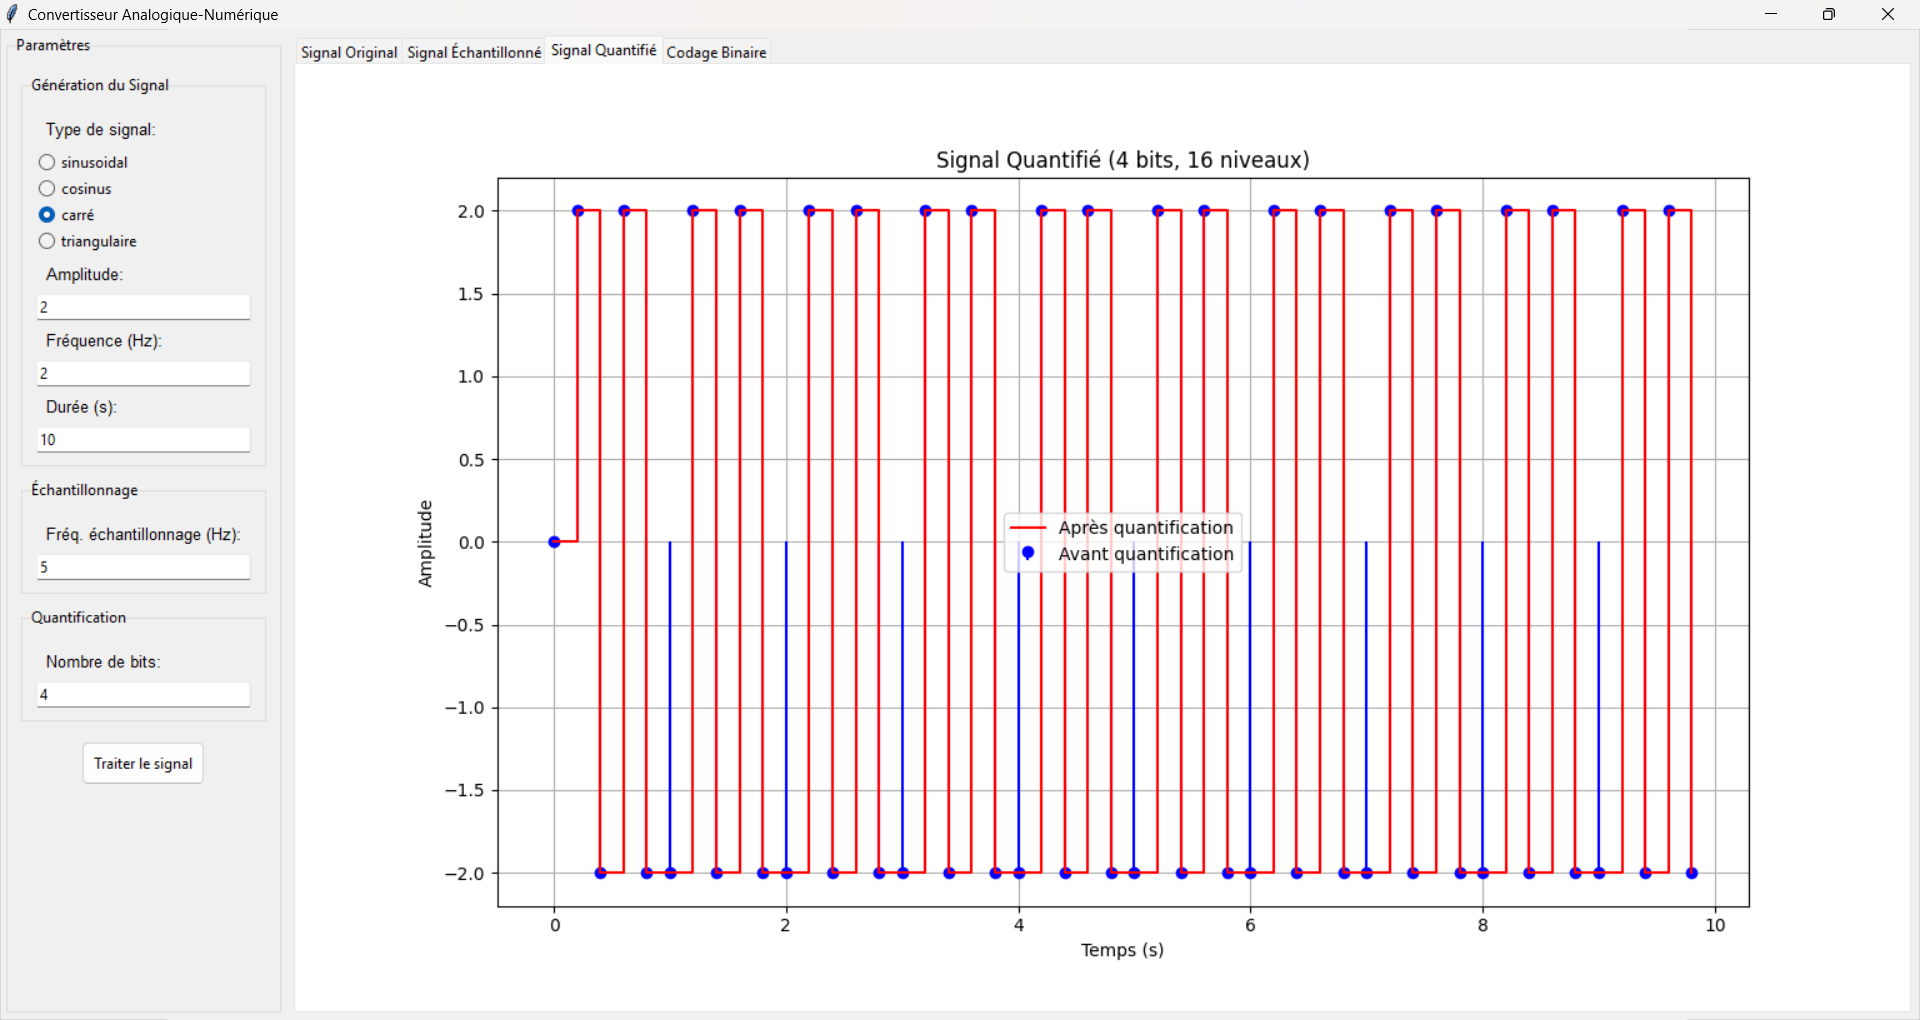 Convertisseur Analogique-Numérique
Paramètres
Génération du Signal
Type de signal:
sinusoidal
cosinus
carré
triangulaire
Amplitude:
2
Fréquence (Hz):
2
Durée (s):
10
Échantillonnage
Fréq. échantillonnage (Hz):
5
Quantification
Nombre de bits:
4
Traiter le signal
Signal Original
Signal Échantillonné
Signal Quantifié
Codage Binaire
Signal Quantifié (4 bits, 16 niveaux)
2.0
1.5
1.0
0.5
0.0
−0.5
−1.0
−1.5
−2.0
Amplitude
Après quantification
Avant quantification
0 2 4 6 8 10
Temps (s)